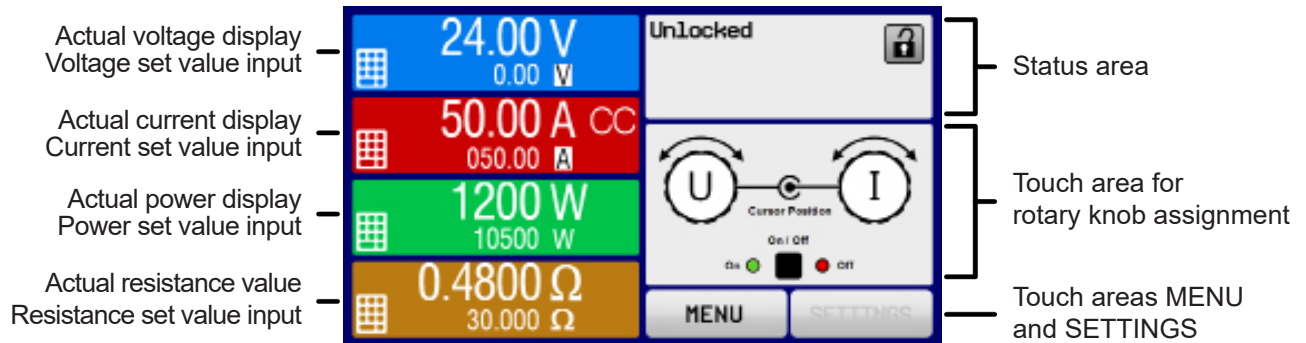 Actual voltage display
Voltage set value input
Actual current display
Current set value input
Actual power display
Power set value input
Actual resistance value
Resistance set value input
24.00 V
0.00 V
50.00 A CC
050.00 A
1200 W
10500 W
0.4800 Ω
30.000 Ω
Unlocked
U
I
Cursor Position
On / Off
On
Off
MENU
SETTINGS
Status area
Touch area for
rotary knob assignment
Touch areas MENU
and SETTINGS